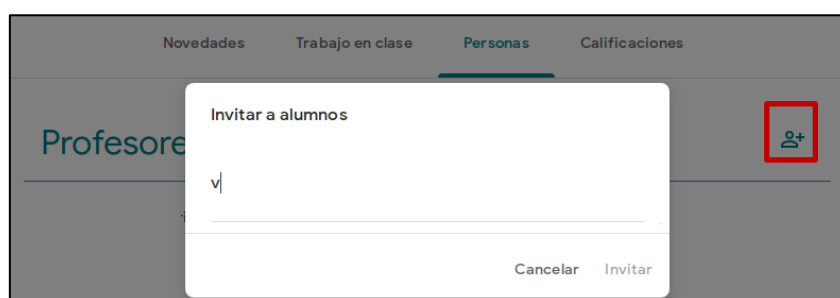 Novedades Trabajo en clase Personas Calificaciones
Invitar a alumnos
Profesore
v
Cancelar Invitar